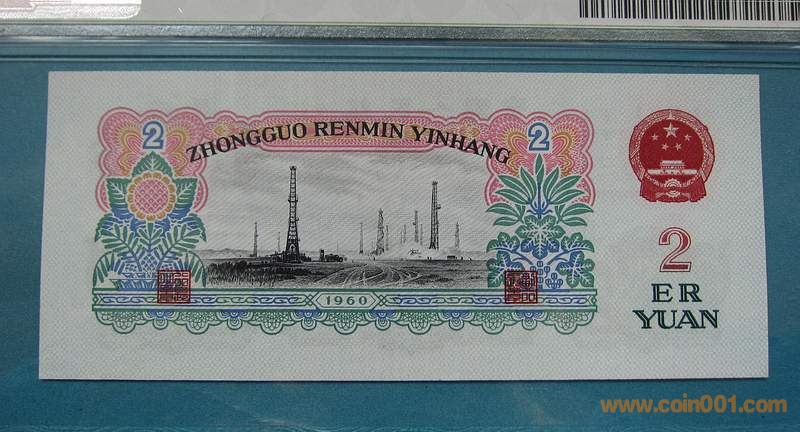 2
ZHONGGUO RENMIN YINHANG
2
1960
2
ER
YUAN
www.coin001.com